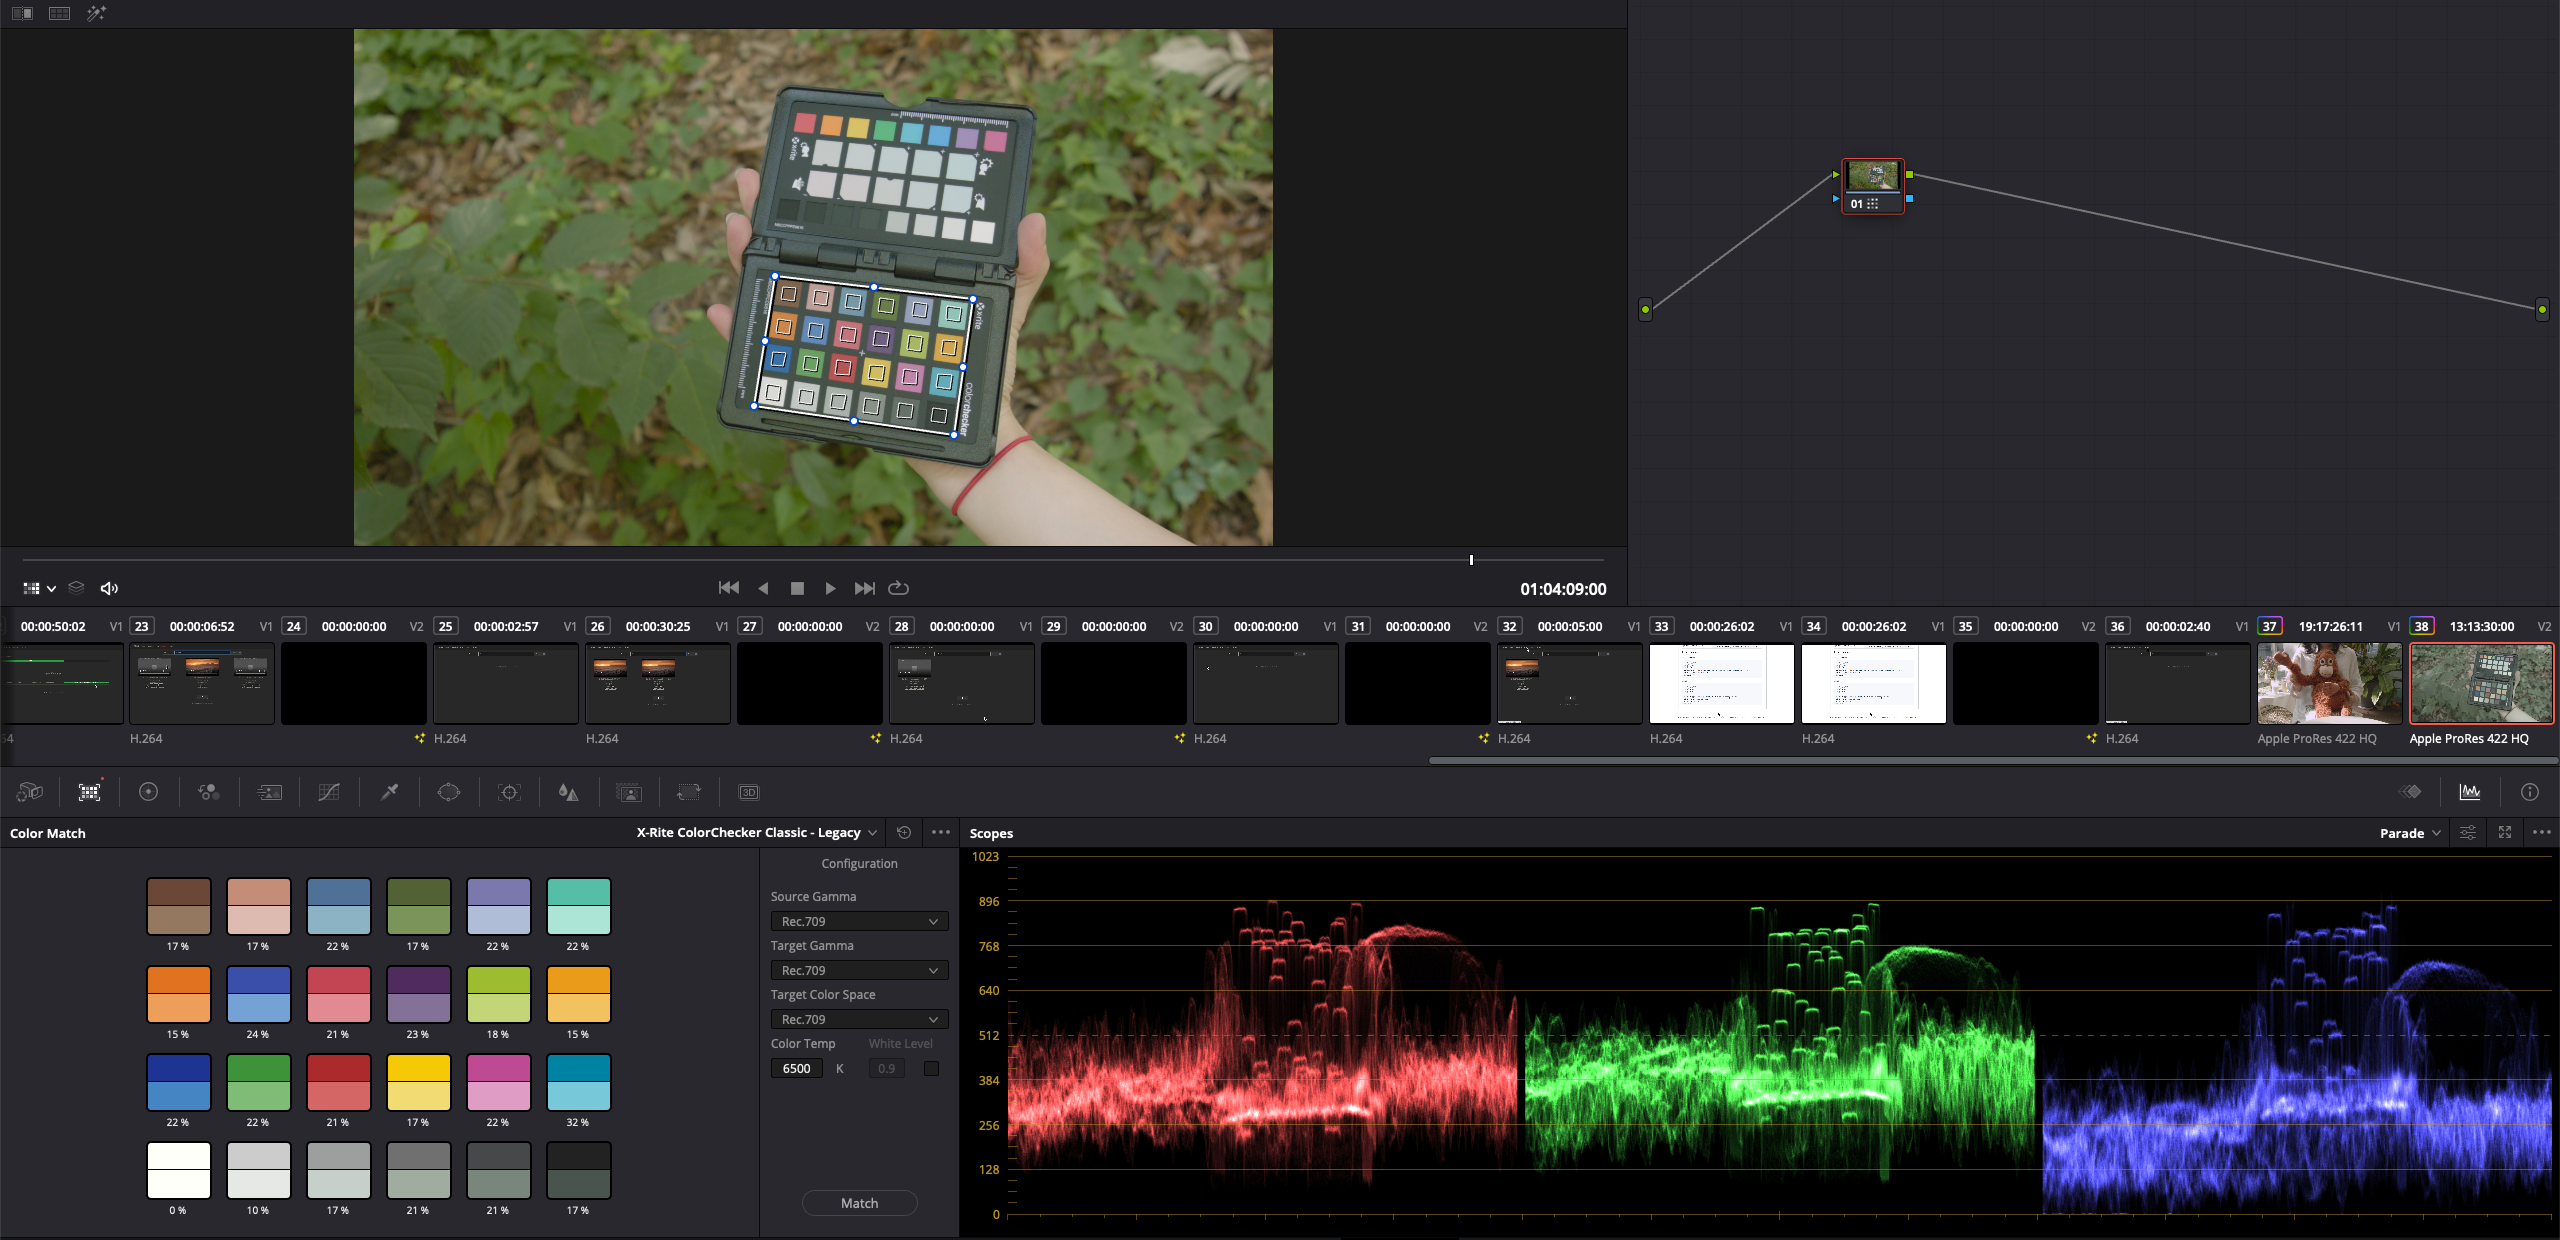 x-rite
x-rite
colorchecker
01
01:04:09:00
00:00:50:02 V1 23 00:00:06:52 V1 24 00:00:00:00 V2 25 00:00:02:57 V1 26 00:00:30:25 V1 27 00:00:00:00 V2 28 00:00:00:00 V1 29 00:00:00:00 V2 30 00:00:00:00 V1 31 00:00:00:00 V2 32 00:00:05:00 V1 33 00:00:26:02 V1 34 00:00:26:02 V1 35 00:00:00:00 V2 36 00:00:02:40 V1 37 19:17:26:11 V1 38 13:13:30:00 V2
64 H.264 H.264 H.264 H.264 H.264 H.264 H.264 H.264 H.264 Apple ProRes 422 HQ Apple ProRes 422 HQ
3D
Color Match
X-Rite ColorChecker Classic - Legacy
17 % 17 % 22 % 17 % 22 % 22 %
15 % 24 % 21 % 23 % 18 % 15 %
22 % 22 % 21 % 17 % 22 % 32 %
0 % 10 % 17 % 21 % 21 % 17 %
Configuration
Source Gamma
Rec.709
Target Gamma
Rec.709
Target Color Space
Rec.709
Color Temp White Level
6500 K 0.9
Match
Scopes
Parade
1023
896
768
640
512
384
256
128
0